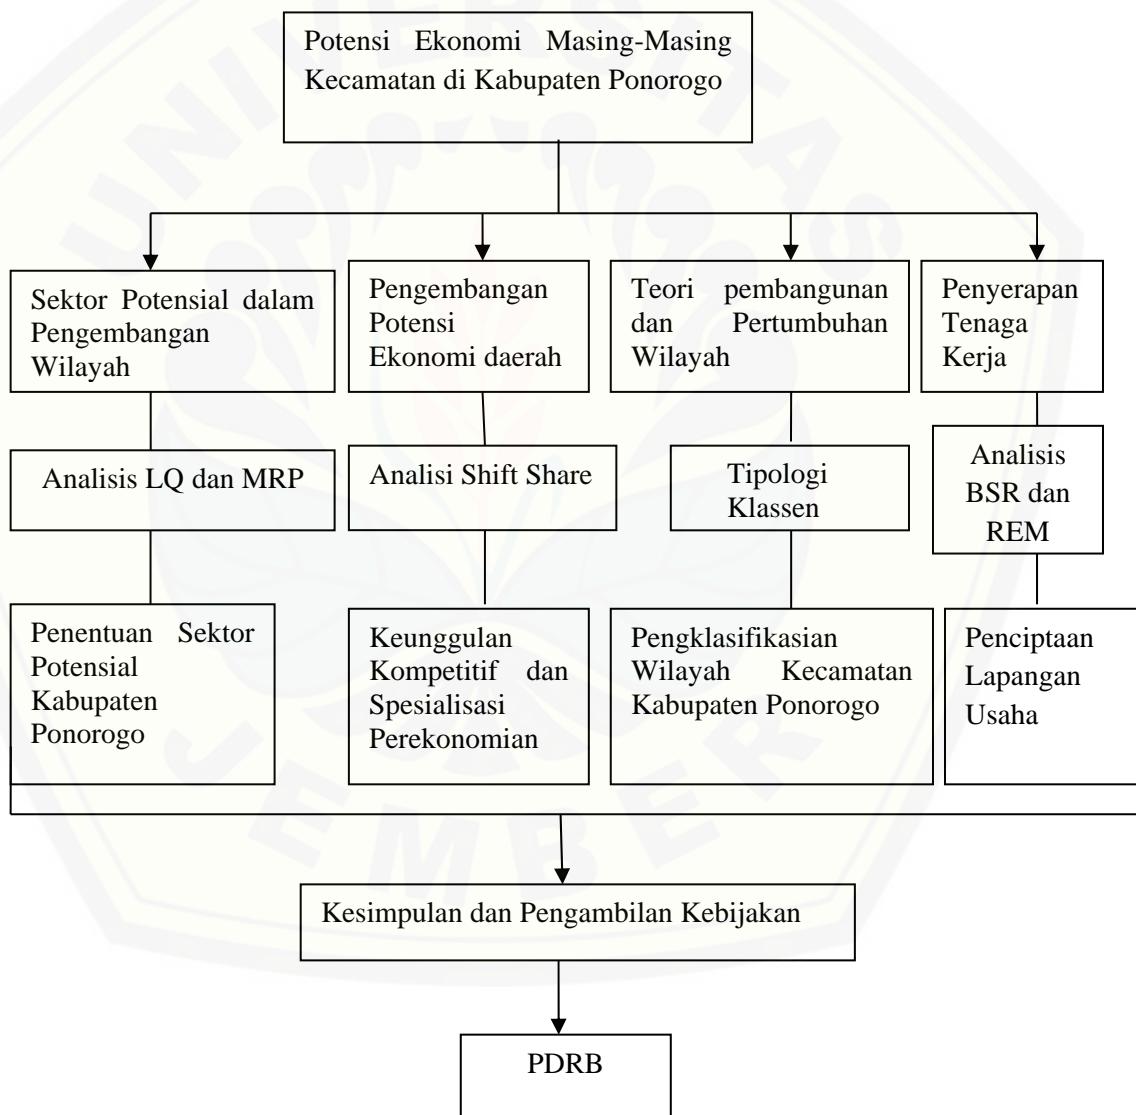 Potensi Ekonomi Masing-Masing
Kecamatan di Kabupaten Ponorogo
Sektor Potensial dalam
Pengembangan
Wilayah
Pengembangan
Potensi
Ekonomi daerah
Teori pembangunan
dan Pertumbuhan
Wilayah
Penyerapan
Tenaga
Kerja
Analisis LQ dan MRP
Analisi Shift Share
Tipologi
Klassen
Analisis
BSR dan
REM
Penentuan Sektor
Potensial
Kabupaten
Ponorogo
Keunggulan
Kompetitif dan
Spesialisasi
Perekonomian
Pengklasifikasian
Wilayah Kecamatan
Kabupaten Ponorogo
Penciptaan
Lapangan
Usaha
Kesimpulan dan Pengambilan Kebijakan
PDRB
UNIVERSITAS
JEMBER